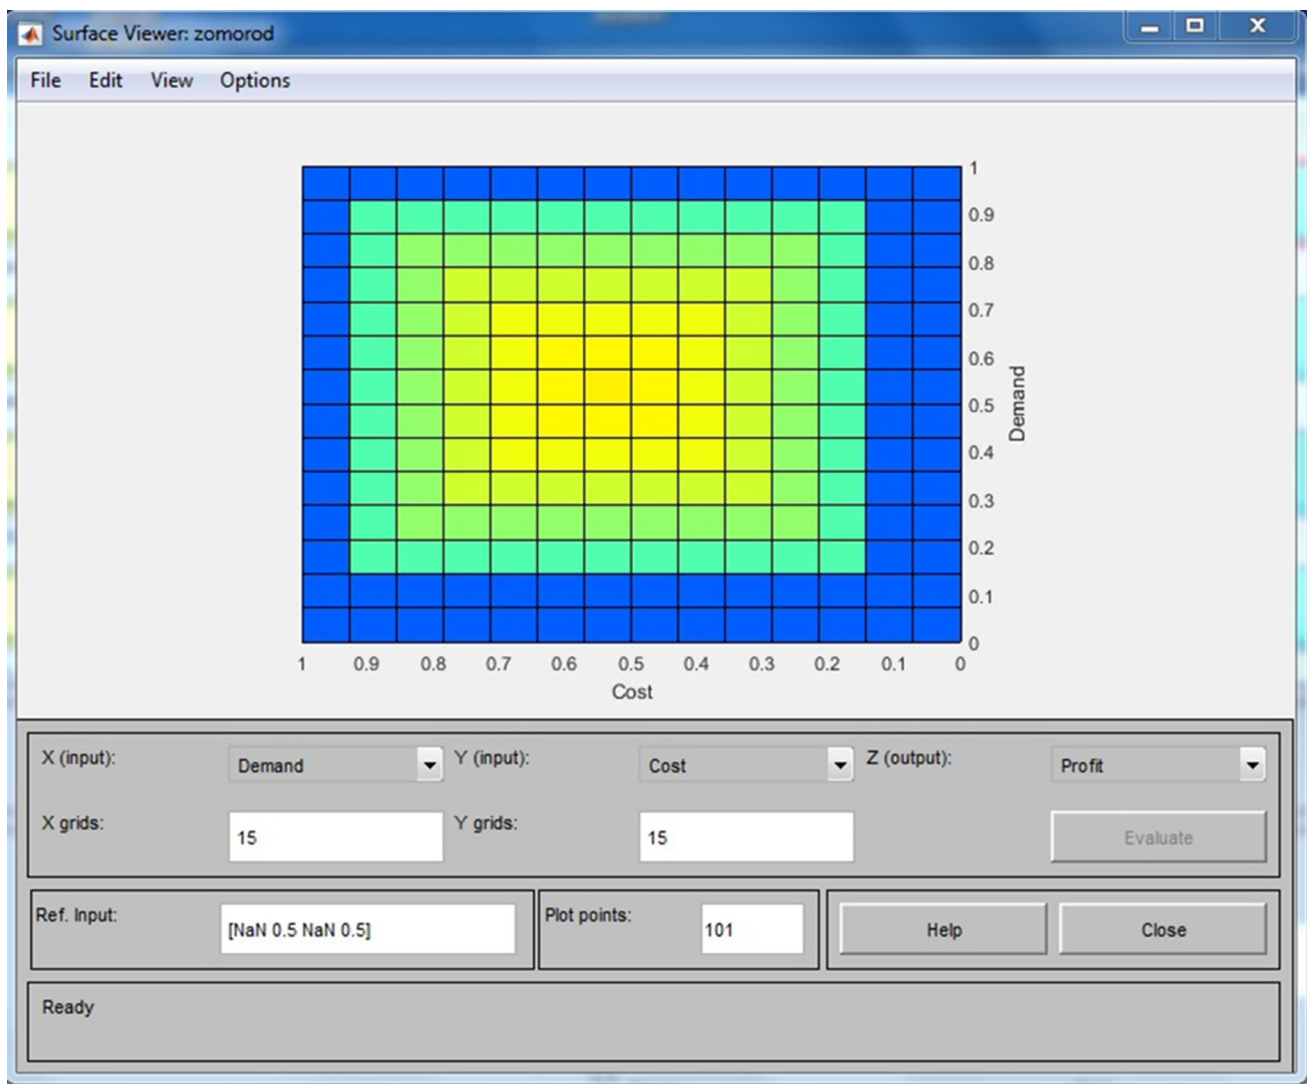 Surface Viewer: zomorod
File Edit View Options
1
0.9
0.8
0.7
0.6
0.5
0.4
0.3
0.2
0.1
0
Demand
1 0.9 0.8 0.7 0.6 0.5 0.4 0.3 0.2 0.1 0
Cost
X (input): Demand Y (input): Cost Z (output): Profit
X grids: 15 Y grids: 15 Evaluate
Ref. Input: [NaN 0.5 NaN 0.5] Plot points: 101 Help Close
Ready